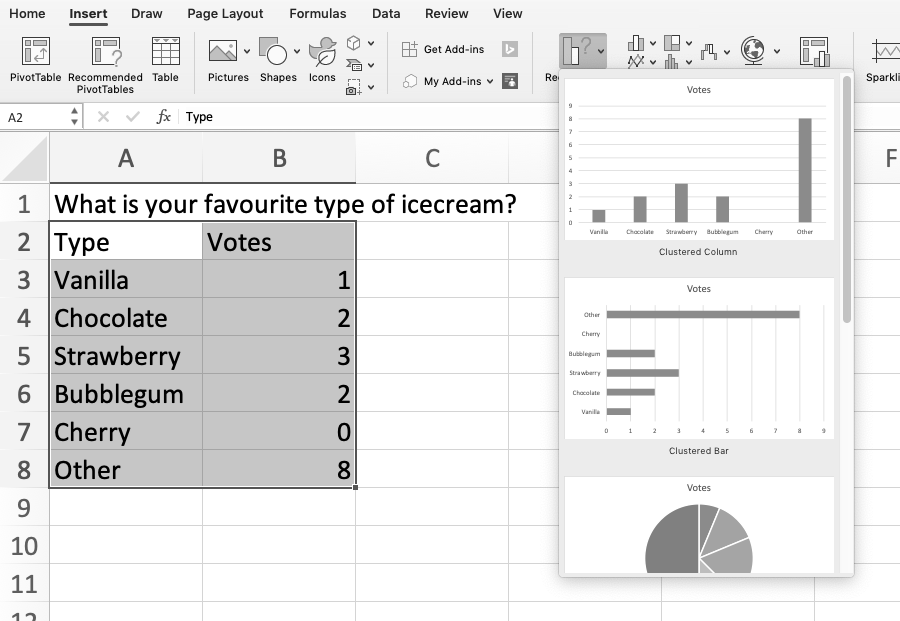 Home Insert Draw Page Layout Formulas Data Review View
PivotTable Recommended PivotTables Table Pictures Shapes Icons Get Add-ins My Add-ins
A2 fx Type
A B C F
1 What is your favourite type of icecream?
2 Type Votes
3 Vanilla 1
4 Chocolate 2
5 Strawberry 3
6 Bubblegum 2
7 Cherry 0
8 Other 8
9
10
11
12
Votes
9
8
7
6
5
4
3
2
1
0
Vanilla Chocolate Strawberry Bubblegum Cherry Other
Clustered Column
Votes
Other
Cherry
Bubblegum
Strawberry
Chocolate
Vanilla
0 1 2 3 4 5 6 7 8 9
Clustered Bar
Votes